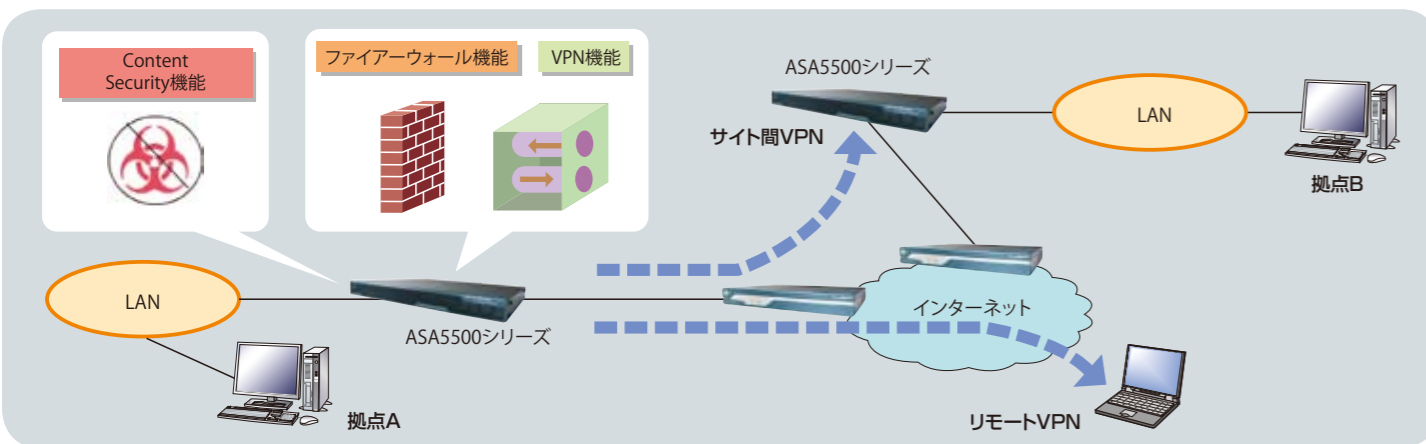 Content
Security機能
ファイアーウォール機能
VPN機能
ASA5500シリーズ
LAN
サイト間VPN
拠点B
LAN
インターネット
ASA5500シリーズ
拠点A
リモートVPN